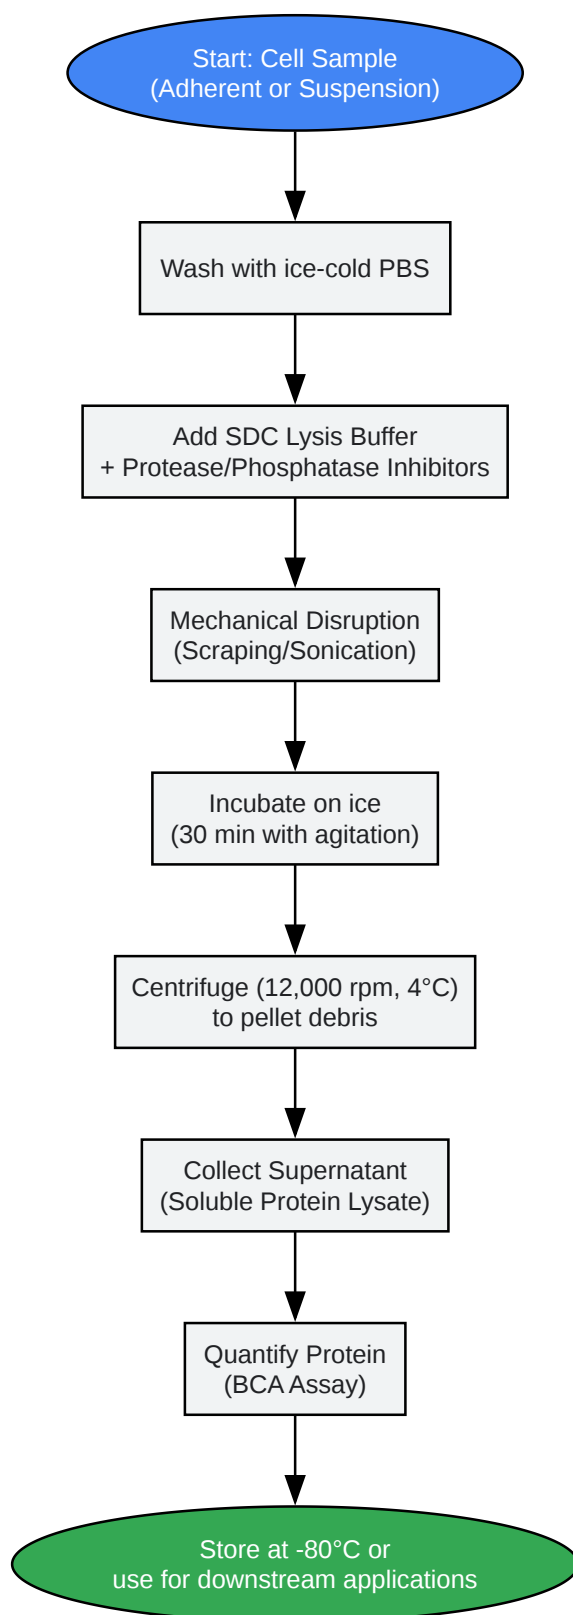 Start: Cell Sample
(Adherent or Suspension)
Wash with ice-cold PBS
Add SDC Lysis Buffer
+ Protease/Phosphatase Inhibitors
Mechanical Disruption
(Scraping/Sonication)
Incubate on ice
(30 min with agitation)
Centrifuge (12,000 rpm, 4°C)
to pellet debris
Collect Supernatant
(Soluble Protein Lysate)
Quantify Protein
(BCA Assay)
Store at -80°C or
use for downstream applications